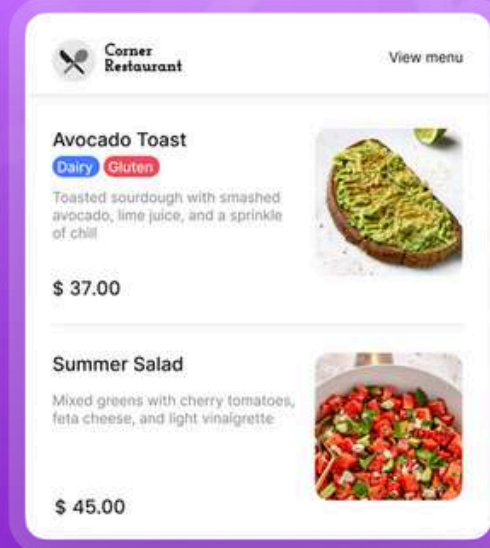 Corner
Restaurant
View menu
Avocado Toast
Dairy Gluten
Toasted sourdough with smashed
avocado, lime juice, and a sprinkle
of chili
$ 37.00
Summer Salad
Mixed greens with cherry tomatoes,
feta cheese, and light vinaigrette
$ 45.00